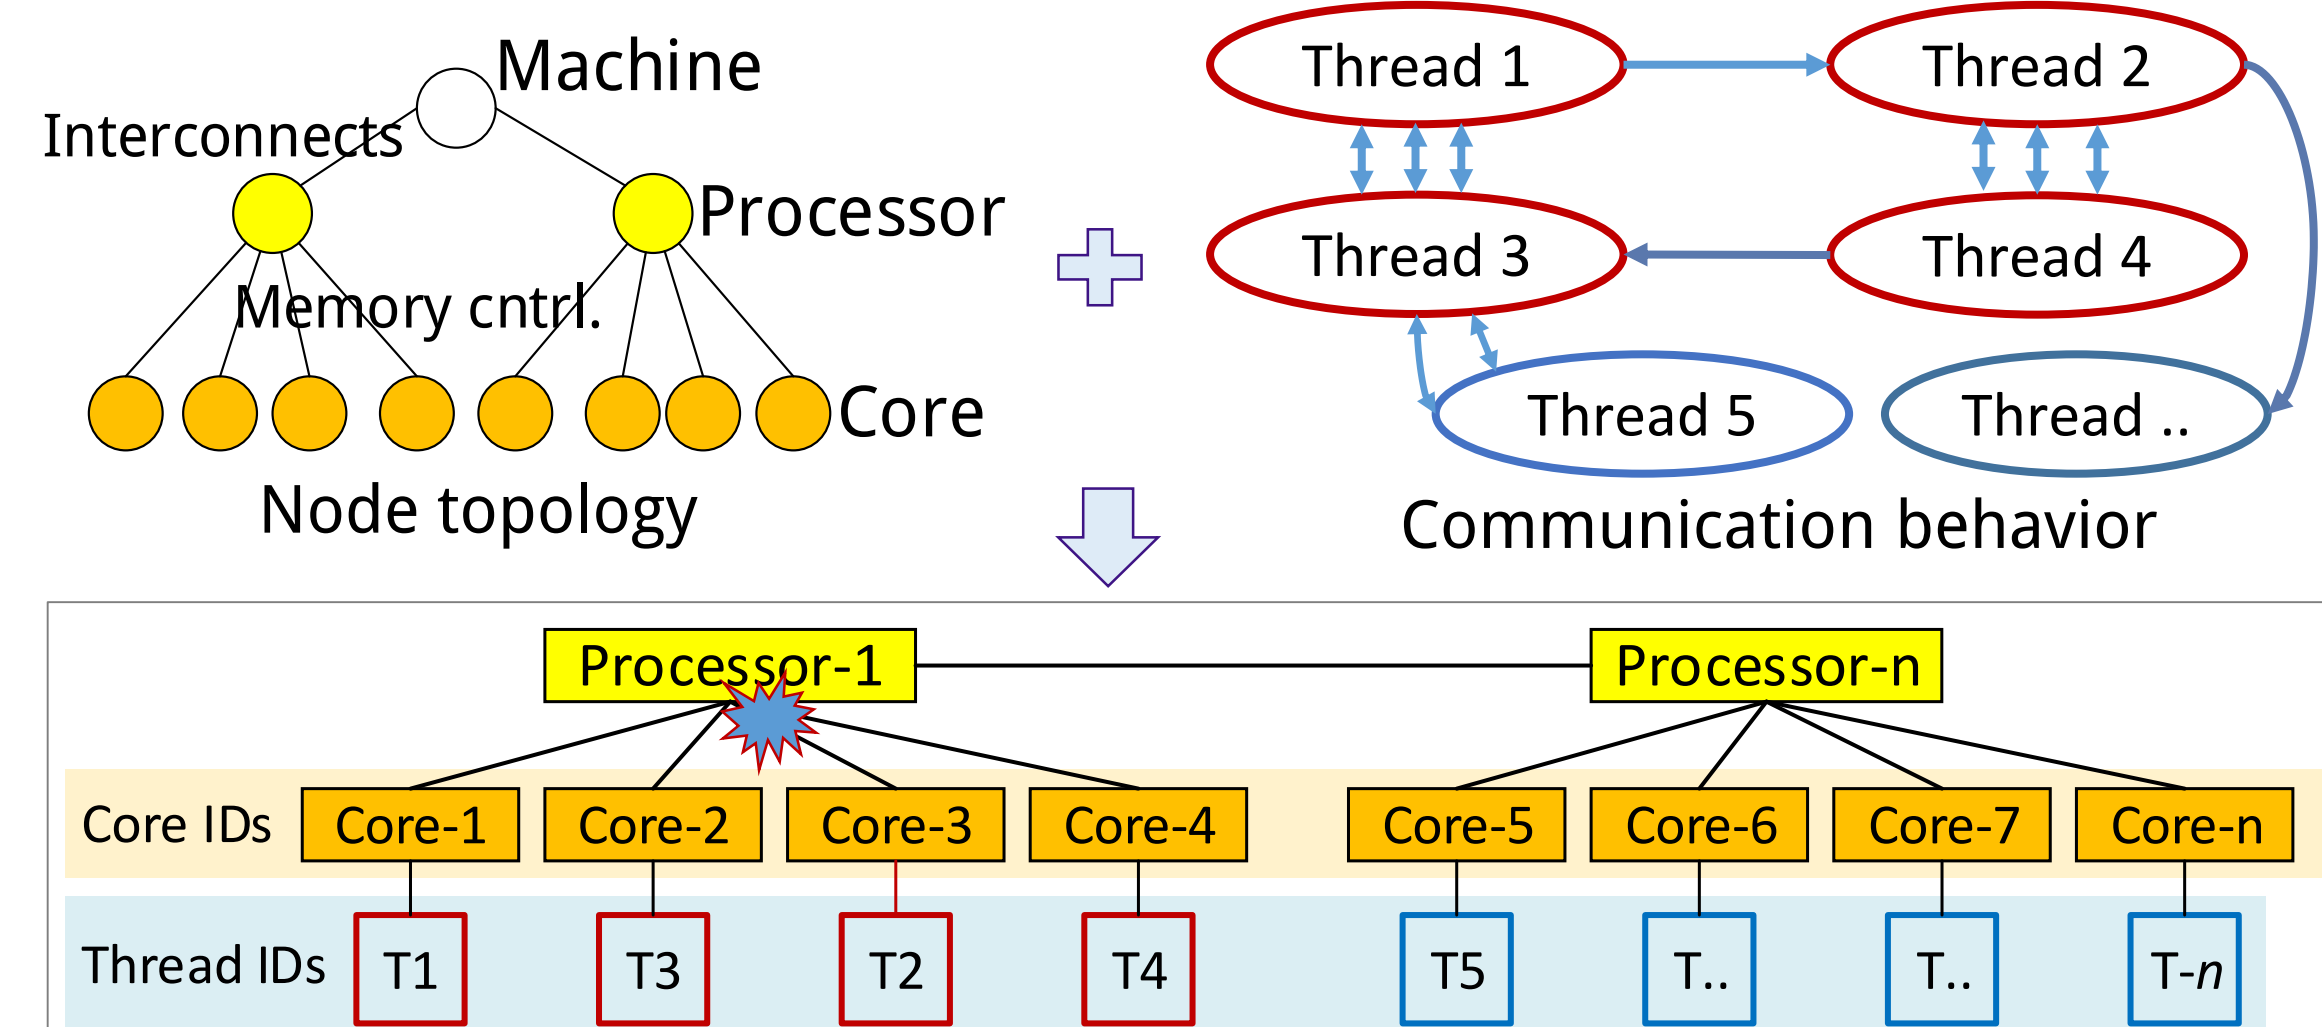 Machine
Interconnects
Processor
Memory cntrl.
Core
Node topology
Thread 1
Thread 2
Thread 3
Thread 4
Thread 5
Thread ..
Communication behavior
Processor-1
Processor-n
Core IDs
Core-1
Core-2
Core-3
Core-4
Core-5
Core-6
Core-7
Core-n
Thread IDs
T1
T3
T2
T4
T5
T..
T..
T-n